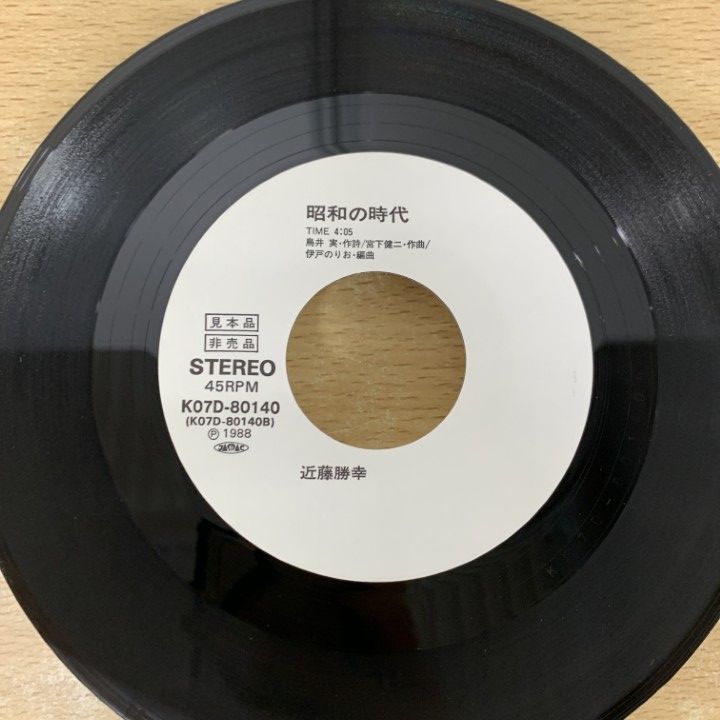 昭和の時代
TIME 4:05
鳥井 実・作詩/宮下健二・作曲/
伊戸のりお・編曲
見本品
非売品
STEREO
45RPM
K07D-80140
(K07D-80140B)
Ⓟ 1988
近藤勝幸